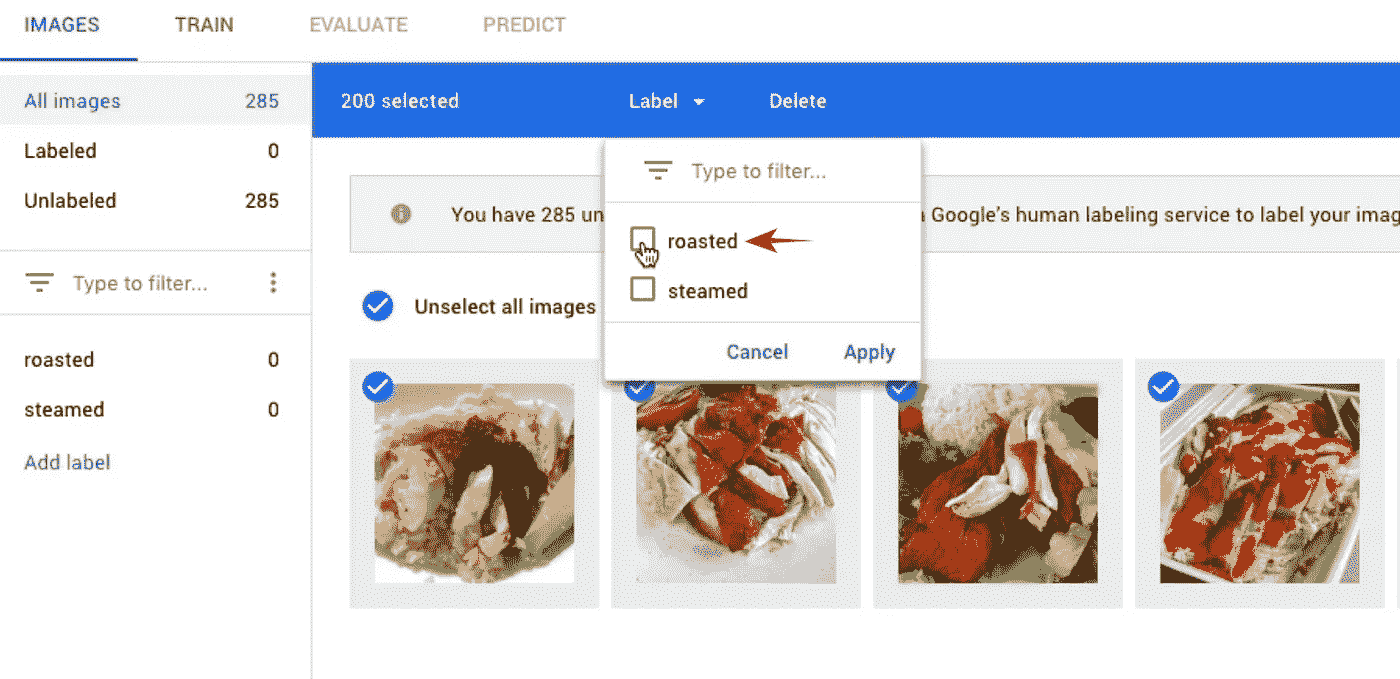 IMAGES TRAIN EVALUATE PREDICT
All images 285
Labeled 0
Unlabeled 285
Type to filter...
roasted 0
steamed 0
Add label
200 selected Label Delete
Type to filter...
roasted
steamed
Cancel Apply
You have 285 un
Google's human labeling service to label your imag
Unselect all images